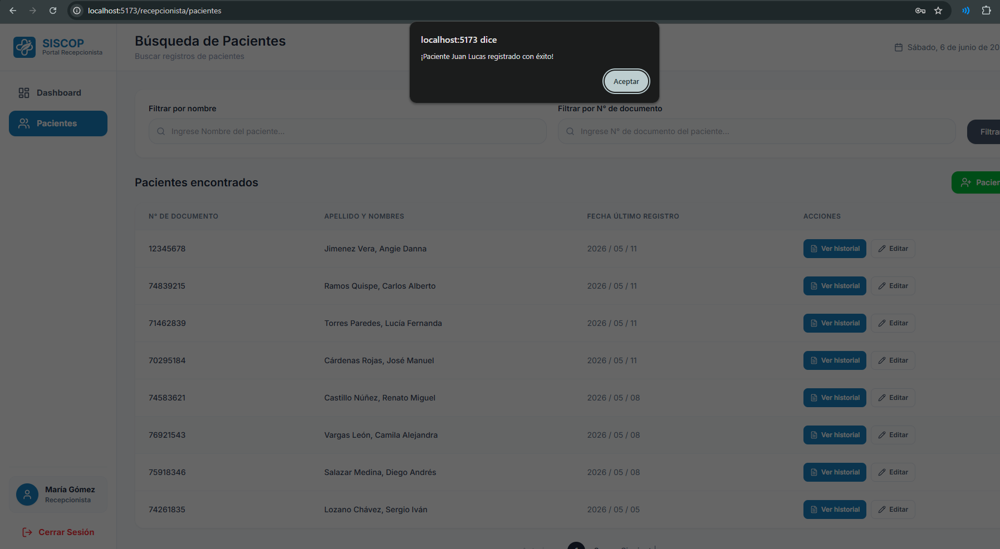 localhost:5173/recepcionista/pacientes
localhost:5173 dice
¡Paciente Juan Lucas registrado con éxito!
Aceptar
SISCOP
Portal Recepcionista
Dashboard
Pacientes
María Gómez
Recepcionista
Cerrar Sesión
Búsqueda de Pacientes
Buscar registros de pacientes
Sábado, 6 de junio de 20
Filtrar por nombre
Ingrese Nombre del paciente...
Filtrar por N° de documento
Ingrese N° de documento del paciente...
Filtra
Pacientes encontrados
Pacien
N° DE DOCUMENTO APELLIDO Y NOMBRES FECHA ÚLTIMO REGISTRO ACCIONES
12345678 Jimenez Vera, Angie Danna 2026 / 05 / 11 Ver historial Editar
74839215 Ramos Quispe, Carlos Alberto 2026 / 05 / 11 Ver historial Editar
71462839 Torres Paredes, Lucía Fernanda 2026 / 05 / 11 Ver historial Editar
70295184 Cárdenas Rojas, José Manuel 2026 / 05 / 11 Ver historial Editar
74583621 Castillo Núñez, Renato Miguel 2026 / 05 / 08 Ver historial Editar
76921543 Vargas León, Camila Alejandra 2026 / 05 / 08 Ver historial Editar
75918346 Salazar Medina, Diego Andrés 2026 / 05 / 08 Ver historial Editar
74261835 Lozano Chávez, Sergio Iván 2026 / 05 / 05 Ver historial Editar